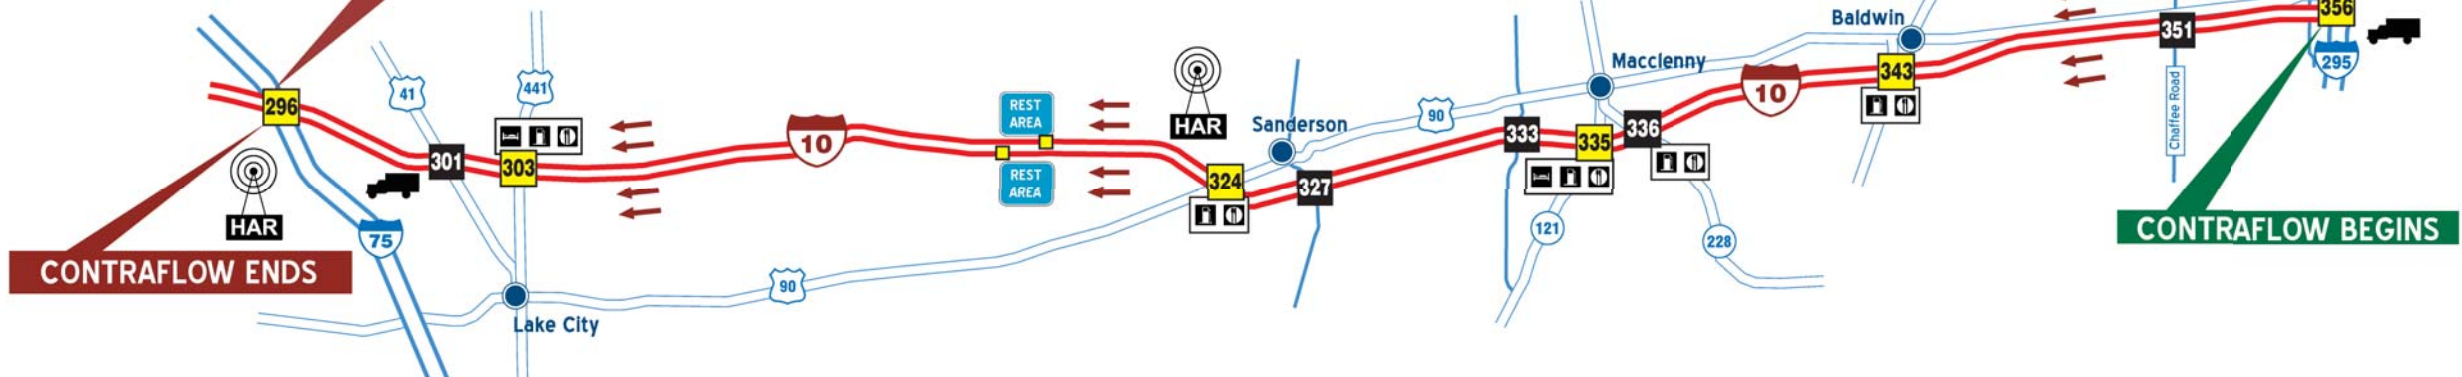 356
Baldwin
351
295
Macclenny
343
10
441
41
296
REST
AREA
HAR
90
Sanderson
333
335
336
Chaffee Road
301
303
10
REST
AREA
324
327
HAR
75
121
228
CONTRAFLOW BEGINS
CONTRAFLOW ENDS
90
Lake City